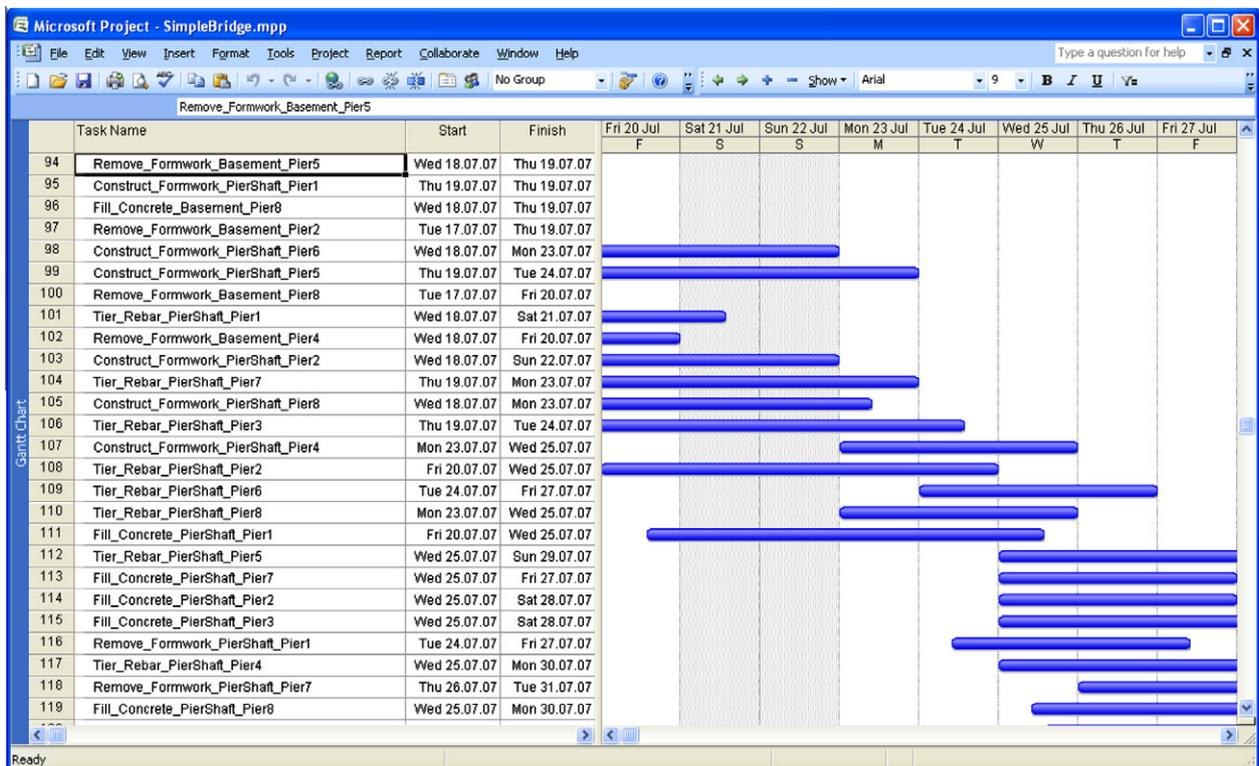 Microsoft Project - SimpleBridge.mpp
File Edit View Insert Format Tools Project Report Collaborate Window Help Type a question for help
No Group Show Arial 9 B I U
Remove_Formwork_Basement_Pier5
Task Name Start Finish Fri 20 Jul Sat 21 Jul Sun 22 Jul Mon 23 Jul Tue 24 Jul Wed 25 Jul Thu 26 Jul Fri 27 Jul
F S S M T W T F
94 Remove_Formwork_Basement_Pier5 Wed 18.07.07 Thu 19.07.07
95 Construct_Formwork_PierShaft_Pier1 Thu 19.07.07 Thu 19.07.07
96 Fill_Concrete_Basement_Pier8 Wed 18.07.07 Thu 19.07.07
97 Remove_Formwork_Basement_Pier2 Tue 17.07.07 Thu 19.07.07
98 Construct_Formwork_PierShaft_Pier6 Wed 18.07.07 Mon 23.07.07
99 Construct_Formwork_PierShaft_Pier5 Thu 19.07.07 Tue 24.07.07
100 Remove_Formwork_Basement_Pier8 Tue 17.07.07 Fri 20.07.07
101 Tier_Rebar_PierShaft_Pier1 Wed 18.07.07 Sat 21.07.07
102 Remove_Formwork_Basement_Pier4 Wed 18.07.07 Fri 20.07.07
103 Construct_Formwork_PierShaft_Pier2 Wed 18.07.07 Sun 22.07.07
104 Tier_Rebar_PierShaft_Pier7 Thu 19.07.07 Mon 23.07.07
105 Construct_Formwork_PierShaft_Pier8 Wed 18.07.07 Mon 23.07.07
106 Tier_Rebar_PierShaft_Pier3 Thu 19.07.07 Tue 24.07.07
107 Construct_Formwork_PierShaft_Pier4 Mon 23.07.07 Wed 25.07.07
108 Tier_Rebar_PierShaft_Pier2 Fri 20.07.07 Wed 25.07.07
109 Tier_Rebar_PierShaft_Pier6 Tue 24.07.07 Fri 27.07.07
110 Tier_Rebar_PierShaft_Pier8 Mon 23.07.07 Wed 25.07.07
111 Fill_Concrete_PierShaft_Pier1 Fri 20.07.07 Wed 25.07.07
112 Tier_Rebar_PierShaft_Pier5 Wed 25.07.07 Sun 29.07.07
113 Fill_Concrete_PierShaft_Pier7 Wed 25.07.07 Fri 27.07.07
114 Fill_Concrete_PierShaft_Pier2 Wed 25.07.07 Sat 28.07.07
115 Fill_Concrete_PierShaft_Pier3 Wed 25.07.07 Sat 28.07.07
116 Remove_Formwork_PierShaft_Pier1 Tue 24.07.07 Fri 27.07.07
117 Tier_Rebar_PierShaft_Pier4 Wed 25.07.07 Mon 30.07.07
118 Remove_Formwork_PierShaft_Pier7 Thu 26.07.07 Tue 31.07.07
119 Fill_Concrete_PierShaft_Pier8 Wed 25.07.07 Mon 30.07.07
Gantt Chart
Ready